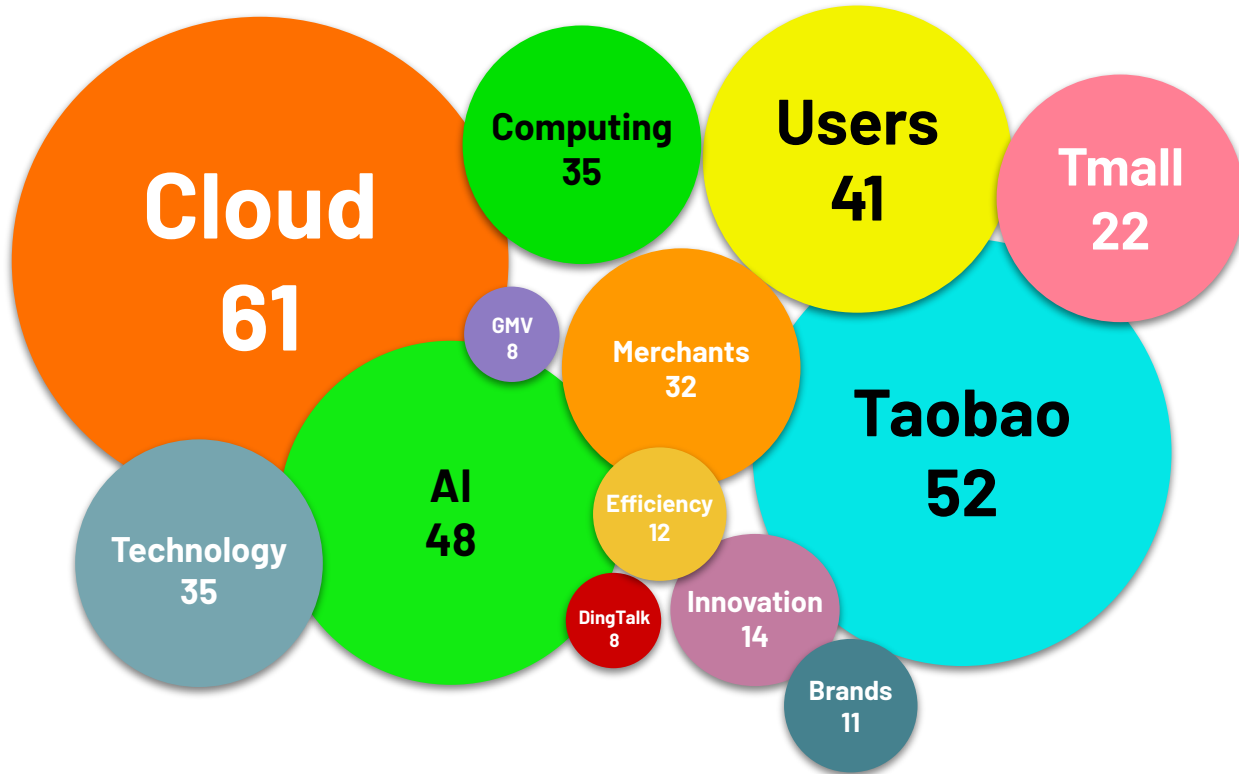 Cloud
61
Computing
35
Users
41
Tmall
22
GMV
8
Merchants
32
Taobao
52
AI
48
Efficiency
12
Technology
35
DingTalk
8
Innovation
14
Brands
11